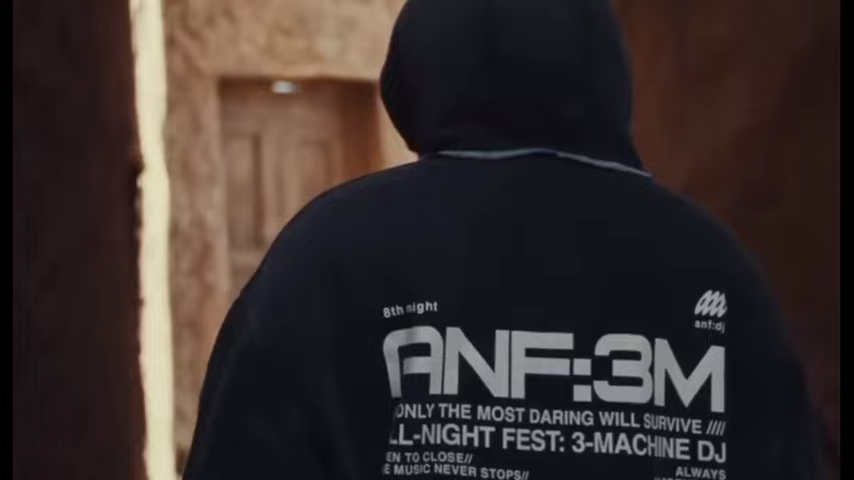 8th night
anf:dj
ANF:3M
ONLY THE MOST DARING WILL SURVIVE ////
LL-NIGHT FEST: 3-MACHINE DJ
EN TO CLOSE//
E MUSIC NEVER STOPS//
ALWAYS